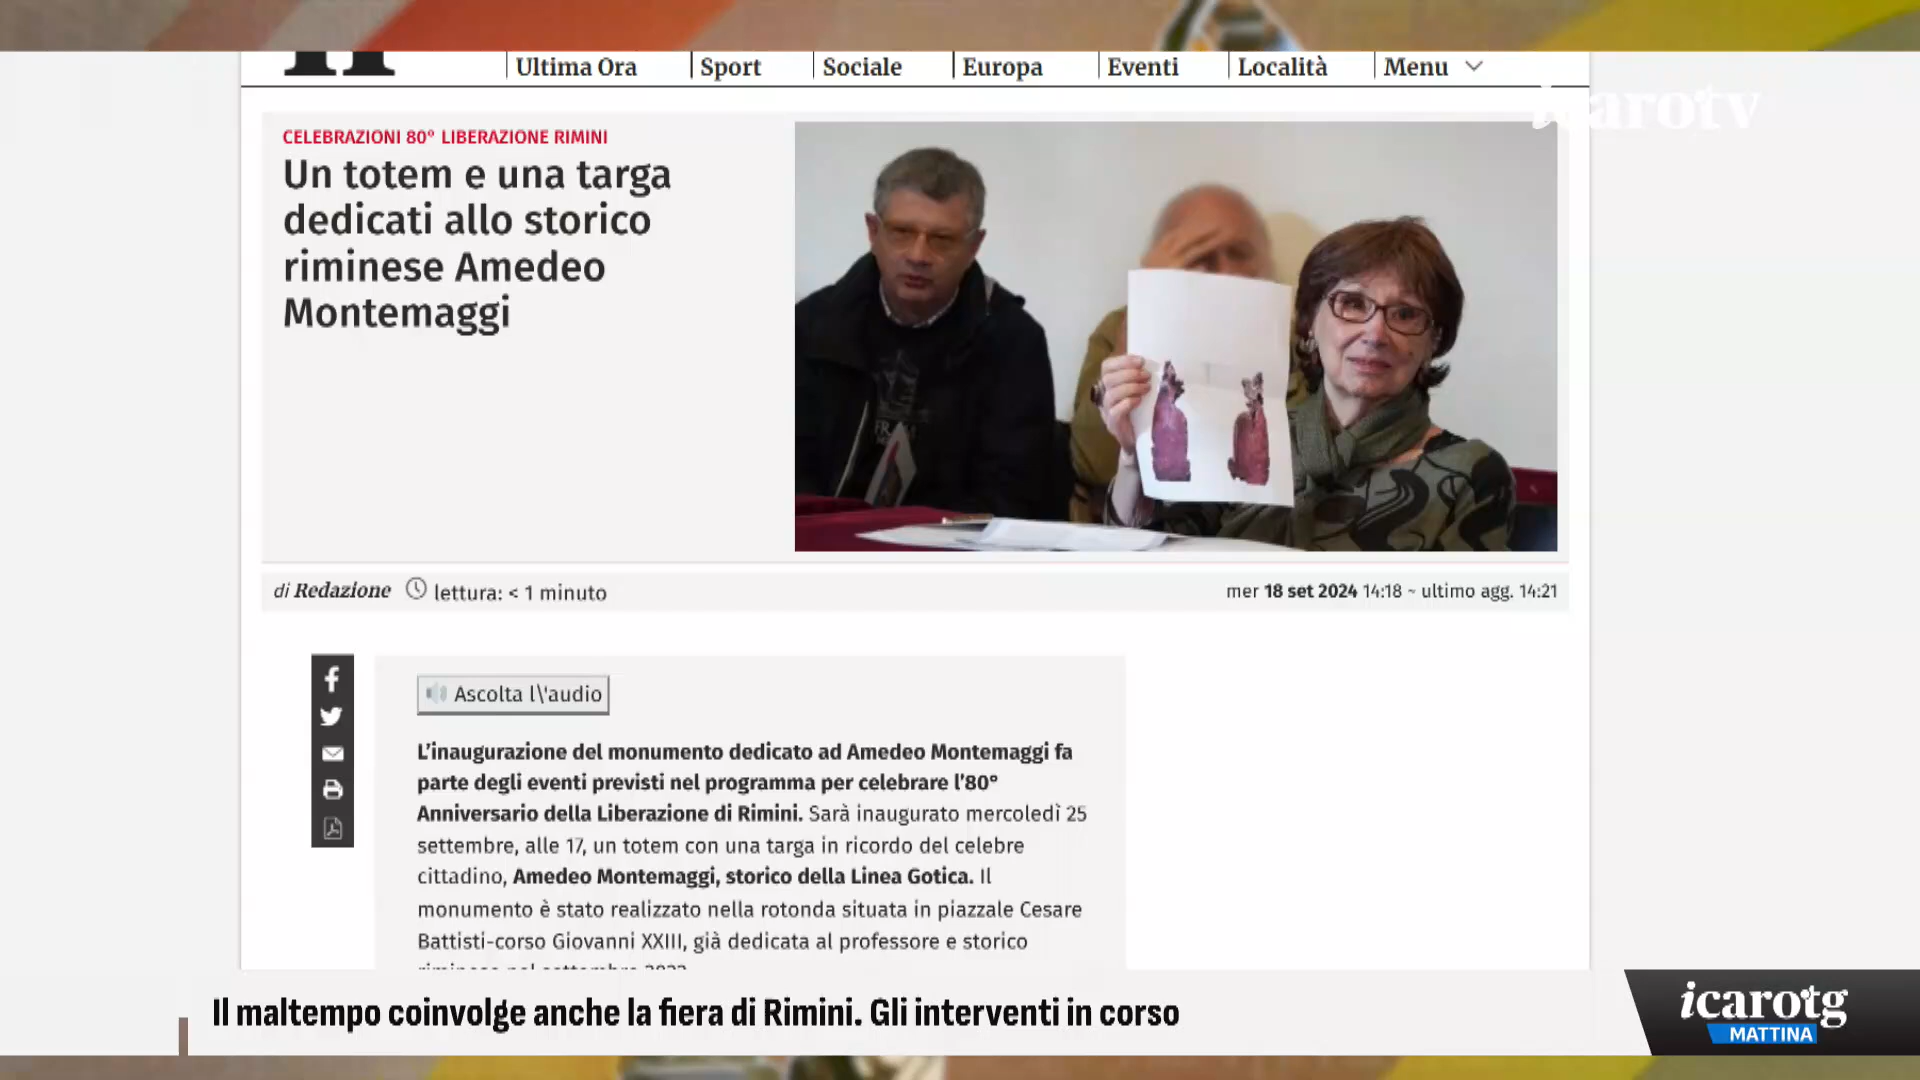 Ultima Ora
Sport
Sociale
Europa
Eventi
Località
Menu
icarotv
CELEBRAZIONI 80° LIBERAZIONE RIMINI
Un totem e una targa
dedicati allo storico
riminese Amedeo
Montemaggi
di Redazione
lettura: < 1 minuto
mer 18 set 2024 14:18 ~ ultimo agg. 14:21
Ascolta l\'audio
L'inaugurazione del monumento dedicato ad Amedeo Montemaggi fa
parte degli eventi previsti nel programma per celebrare l'80°
Anniversario della Liberazione di Rimini. Sarà inaugurato mercoledì 25
settembre, alle 17, un totem con una targa in ricordo del celebre
cittadino, Amedeo Montemaggi, storico della Linea Gotica. Il
monumento è stato realizzato nella rotonda situata in piazzale Cesare
Battisti-corso Giovanni XXIII, già dedicata al professore e storico
Il maltempo coinvolge anche la fiera di Rimini. Gli interventi in corso
icarotg
MATTINA